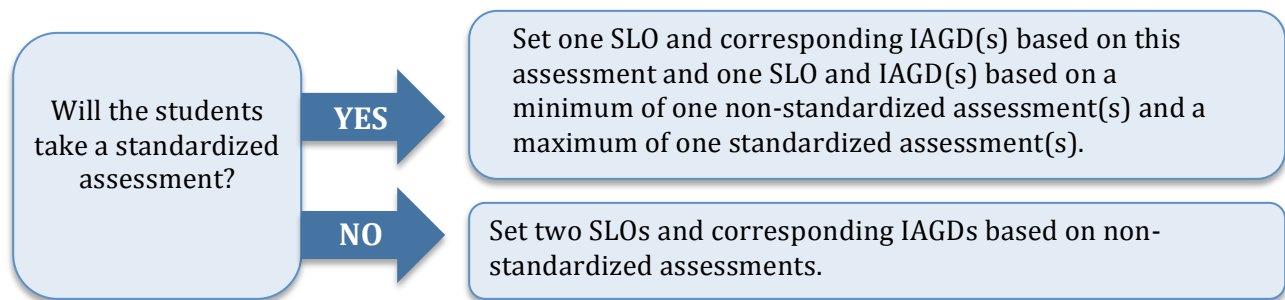 Will the students
take a standardized
assessment?
YES
Set one SLO and corresponding IAGD(s) based on this
assessment and one SLO and IAGD(s) based on a
minimum of one non-standardized assessment(s) and a
maximum of one standardized assessment(s).
NO
Set two SLOs and corresponding IAGDs based on non-
standardized assessments.